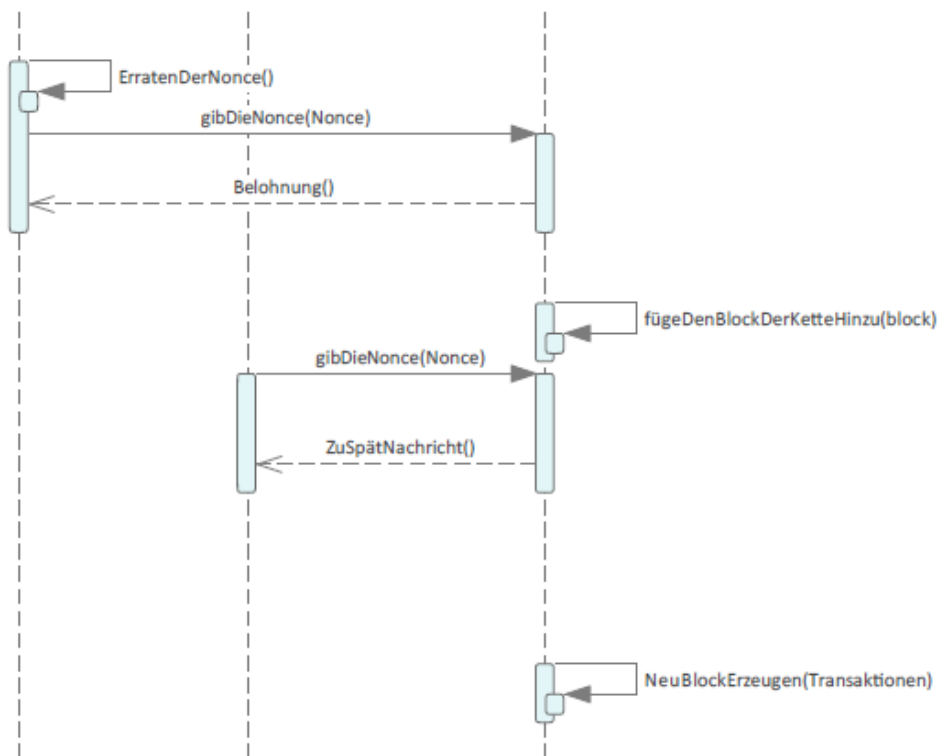 ErratenDerNonce()
gibDieNonce(Nonce)
Belohnung()
fügeDenBlockDerKetteHinzu(block)
gibDieNonce(Nonce)
ZuSpätNachricht()
NeuBlockErzeugen(Transaktionen)